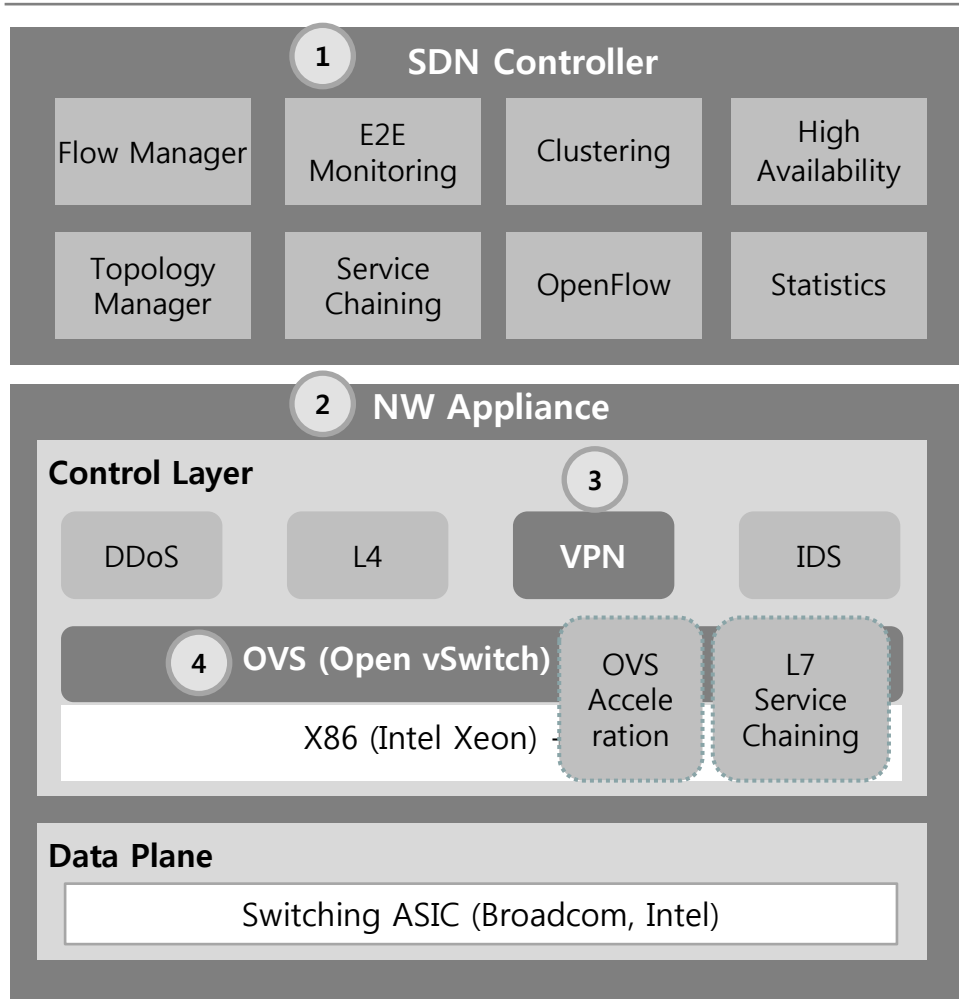 1
SDN Controller
Flow Manager
E2E
Monitoring
Clustering
High
Availability
Topology
Manager
Service
Chaining
OpenFlow
Statistics
2
NW Appliance
Control Layer
3
DDoS
L4
VPN
IDS
4
OVS (Open vSwitch)
OVS
Accele
ration
L7
Service
Chaining
X86 (Intel Xeon) -
Data Plane
Switching ASIC (Broadcom, Intel)